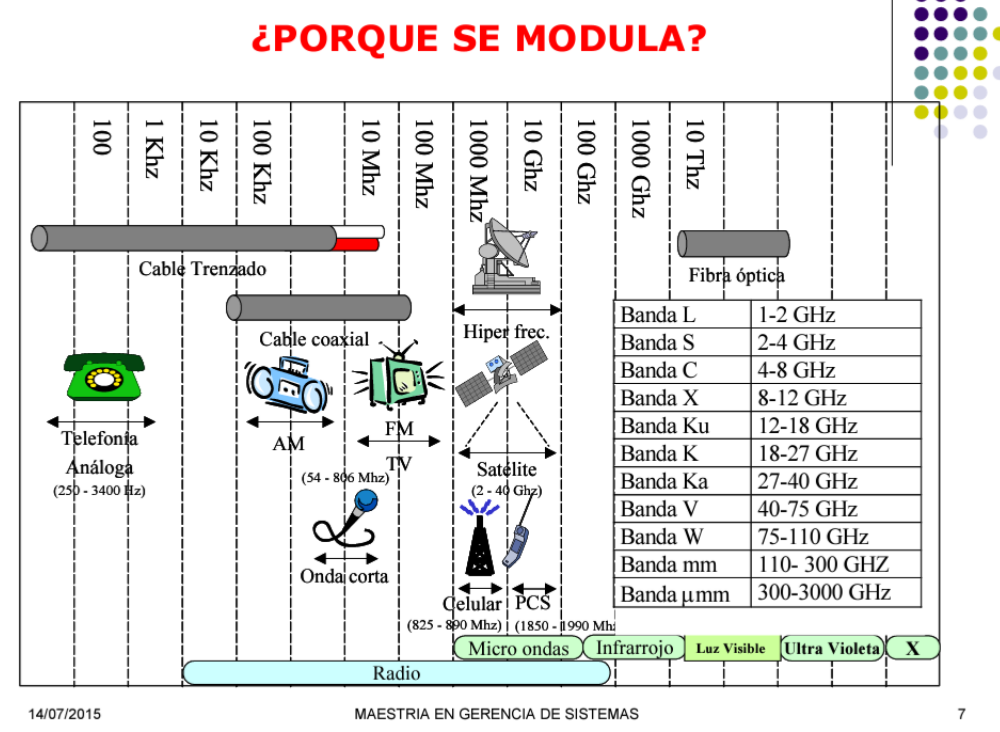 ¿PORQUE SE MODULA?
100
1 Khz
10 Khz
100 Khz
10 Mhz
100 Mhz
1000 Mhz
10 Ghz
100 Ghz
1000 Ghz
10 Thz
Cable Trenzado
Fibra óptica
Cable coaxial
Hiper frec.
Telefonía
Análoga
(250 - 3400 Hz)
AM
FM
TV
(54 - 806 Mhz)
Satélite
(2 - 40 Ghz)
Onda corta
Celular
(825 - 890 Mhz)
PCS
(1850 - 1990 Mhz
Banda L 1-2 GHz
Banda S 2-4 GHz
Banda C 4-8 GHz
Banda X 8-12 GHz
Banda Ku 12-18 GHz
Banda K 18-27 GHz
Banda Ka 27-40 GHz
Banda V 40-75 GHz
Banda W 75-110 GHz
Banda mm 110- 300 GHZ
Banda μmm 300-3000 GHz
Micro ondas
Infrarrojo
Luz Visible
Ultra Violeta
X
Radio
14/07/2015 MAESTRIA EN GERENCIA DE SISTEMAS 7